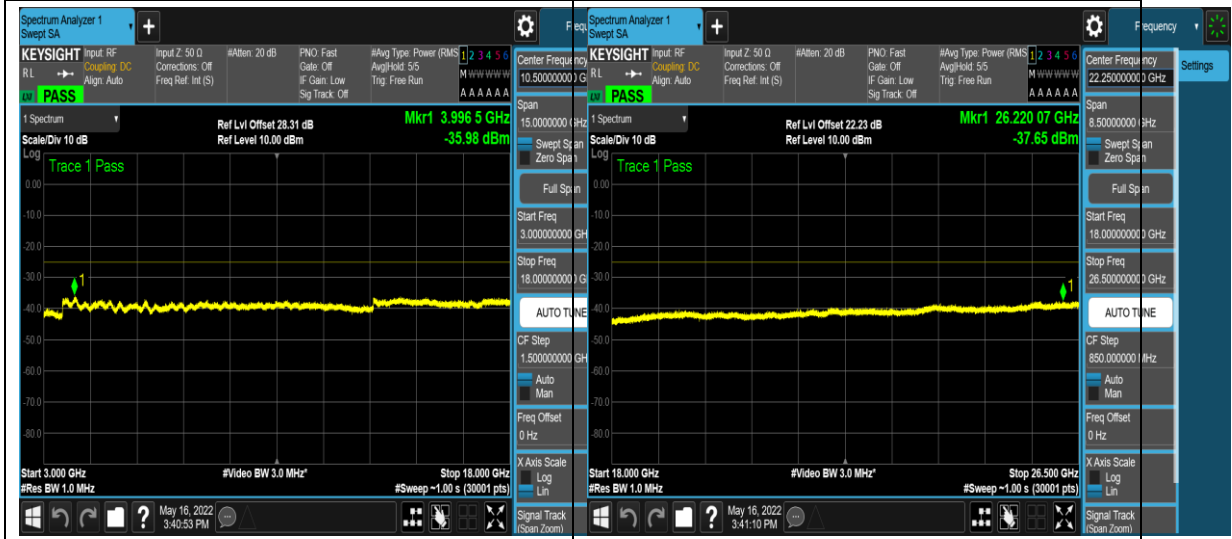 Spectrum Analyzer 1
Swept SA
+
Frequ
KEYSIGHT
RL
PASS
Input: RF
Coupling: DC
Align: Auto
Input Z: 50 Ω
Corrections: Off
Freq Ref: Int (S)
#Atten: 20 dB
PNO: Fast
Gate: Off
IF Gain: Low
Sig Track: Off
#Avg Type: Power (RMS
Avg|Hold: 5/5
Trig: Free Run
1 2 3 4 5 6
M W W W W W
A A A A A A
1 Spectrum
Scale/Div 10 dB
Log
Ref Lvl Offset 28.31 dB
Ref Level 10.00 dBm
Mkr1 3.996 5 GHz
-35.98 dBm
Trace 1 Pass
0.00
-10.0
-20.0
-30.0
-40.0
-50.0
-60.0
-70.0
-80.0
1
Start 3.000 GHz
#Res BW 1.0 MHz
#Video BW 3.0 MHz*
Stop 18.000 GHz
#Sweep ~1.00 s (30001 pts)
May 16, 2022
3:40:53 PM
Center Frequency
10.50000000 G
Span
15.0000000 GHz
Swept Span
Zero Span
Full Span
Start Freq
3.000000000 GH
Stop Freq
18.00000000 G
AUTO TUNE
CF Step
1.500000000 GH
Auto
Man
Freq Offset
0 Hz
X Axis Scale
Log
Lin
Signal Track
(Span Zoom)
Spectrum Analyzer 1
Swept SA
+
Frequency
KEYSIGHT
RL
PASS
Input: RF
Coupling: DC
Align: Auto
Input Z: 50 Ω
Corrections: Off
Freq Ref: Int (S)
#Atten: 20 dB
PNO: Fast
Gate: Off
IF Gain: Low
Sig Track: Off
#Avg Type: Power (RMS
Avg|Hold: 5/5
Trig: Free Run
1 2 3 4 5 6
M W W W W W
A A A A A A
1 Spectrum
Scale/Div 10 dB
Log
Ref Lvl Offset 22.23 dB
Ref Level 10.00 dBm
Mkr1 26.220 07 GHz
-37.65 dBm
Trace 1 Pass
0.00
-10.0
-20.0
-30.0
-40.0
-50.0
-60.0
-70.0
-80.0
1
Start 18.000 GHz
#Res BW 1.0 MHz
#Video BW 3.0 MHz*
Stop 26.500 GHz
#Sweep ~1.00 s (30001 pts)
May 16, 2022
3:41:10 PM
Center Frequency
22.250000000 GHz
Settings
Span
8.50000000 GHz
Swept Span
Zero Span
Full Span
Start Freq
18.000000000 GHz
Stop Freq
26.500000000 GHz
AUTO TUNE
CF Step
850.000000 MHz
Auto
Man
Freq Offset
0 Hz
X Axis Scale
Log
Lin
Signal Track
(Span Zoom)